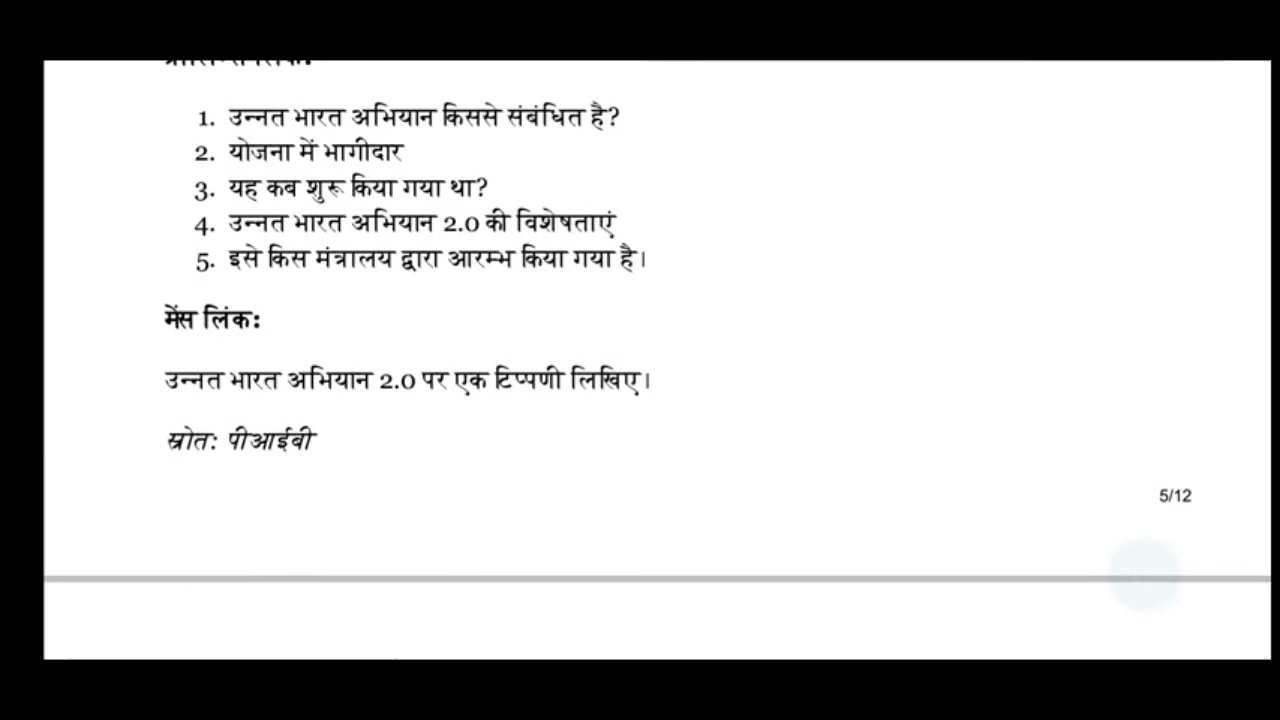 1. उन्नत भारत अभियान किससे संबंधित है?
2. योजना में भागीदार
3. यह कब शुरू किया गया था?
4. उन्नत भारत अभियान 2.0 की विशेषताएं
5. इसे किस मंत्रालय द्वारा आरम्भ किया गया है।
मेंस लिंक:
उन्नत भारत अभियान 2.0 पर एक टिप्पणी लिखिए।
स्रोत: पीआईबी
5/12